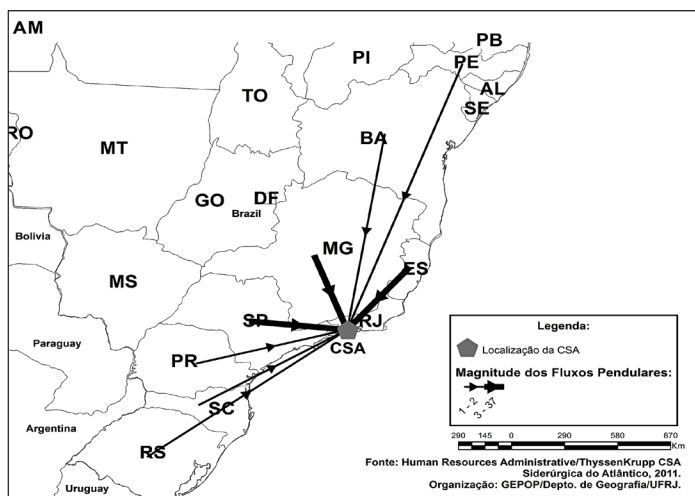 AM
PB
PI
PE
TO
AL
SE
RO
BA
MT
GO
DF
Brazil
Bolivia
MG
MS
ES
SP
RJ
CSA
Paraguay
PR
SC
Argentina
RS
Uruguay
Legenda:
Localização da CSA
Magnitude dos Fluxos Pendulares:
1 - 2
3 - 37
290 145 0 290 580 870
Km
Fonte: Human Resources Administrative/ThyssenKrupp CSA
Siderúrgica do Atlântico, 2011.
Organização: GEPOP/Depto. de Geografia/UFRJ.